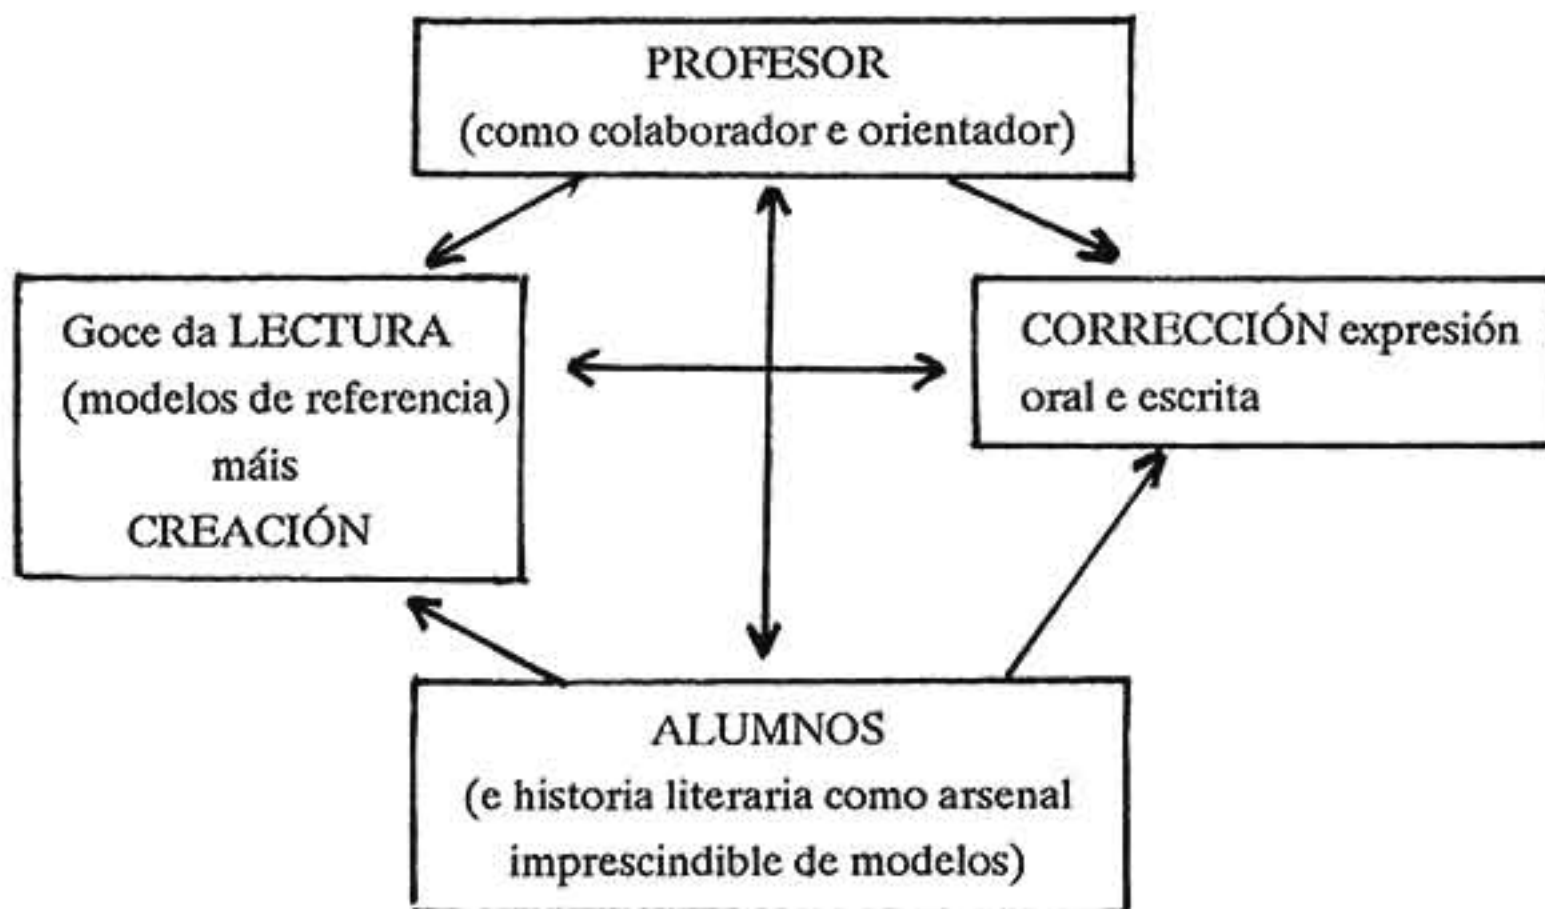 PROFESOR
(como colaborador e orientador)
Goce da LECTURA
(modelos de referencia)
máis
CREACIÓN
CORRECCIÓN expresión
oral e escrita
ALUMNOS
(e historia literaria como arsenal
imprescindible de modelos)